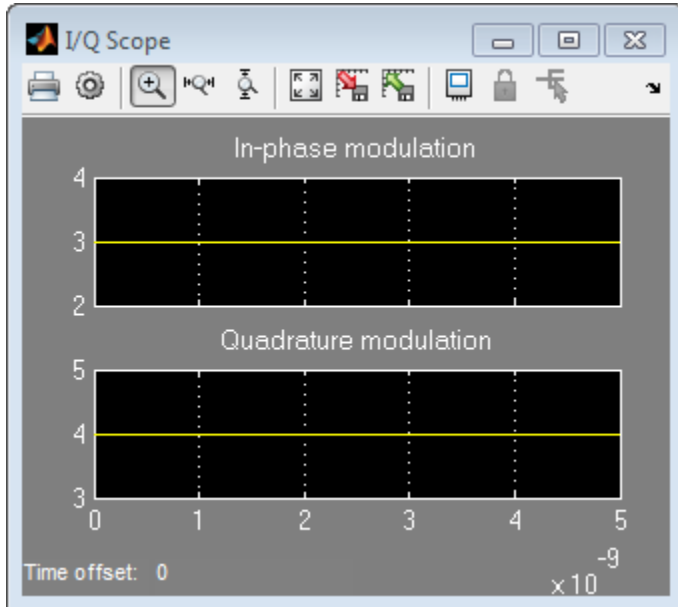 I/Q Scope
In-phase modulation
4
3
2
Quadrature modulation
5
4
3
0 1 2 3 4 5
Time offset: 0
x 10 -9